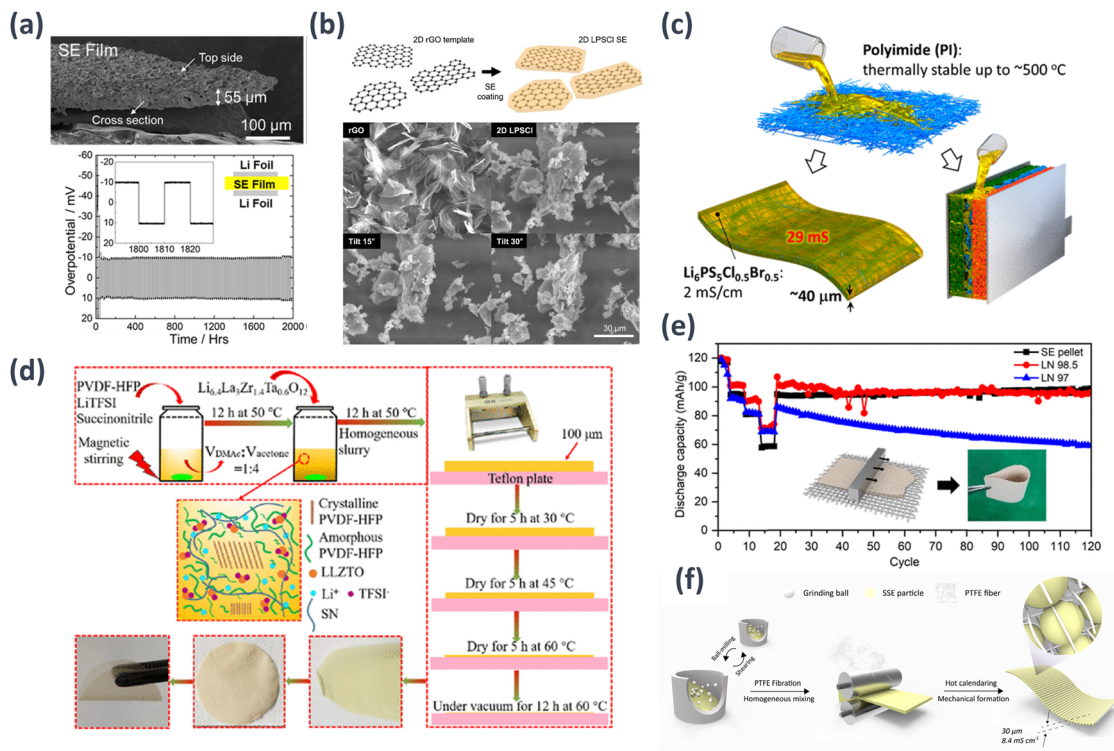 (a)
SE Film
Top side
55 μm
Cross section
100 μm
Overpotential / mV
-60
-50
-40
-30
-20
-10
0
10
20
-10
0
10
1800 1810 1820
Li Foil
SE Film
Li Foil
0 400 800 1200 1600 2000
Time / Hrs
(b)
2D rGO template
2D LPSCl SE
SE
coating
rGO
2D LPSCl
Tilt 15°
Tilt 30°
30 μm
(c)
Polyimide (PI):
thermally stable up to ~500 °C
29 mS
Li6PS5Cl0.5Br0.5:
2 mS/cm
~40 μm
(d)
PVDF-HFP
LiTFSI
Succinonitrile
Magnetic
stirring
Li6.4La3Zr1.4Ta0.6O12
12 h at 50 °C
12 h at 50 °C
Homogeneous
slurry
VDMAc:Vacetone
=1:4
Crystalline
PVDF-HFP
Amorphous
PVDF-HFP
LLZTO
Li+ TFSI-
SN
100 μm
Teflon plate
Dry for 5 h at 30 °C
Dry for 5 h at 45 °C
Dry for 5 h at 60 °C
Under vacuum for 12 h at 60 °C
(e)
Discharge capacity (mAh/g)
120
100
80
60
40
20
0
SE pellet
LN 98.5
LN 97
0 10 20 30 40 50 60 70 80 90 100 110 120
Cycle
(f)
Grinding ball
SSE particle
PTFE fiber
Ball-milling
Shearing
PTFE Fibration
Homogeneous mixing
Hot calendaring
Mechanical formation
30 μm
8.4 mS cm-1